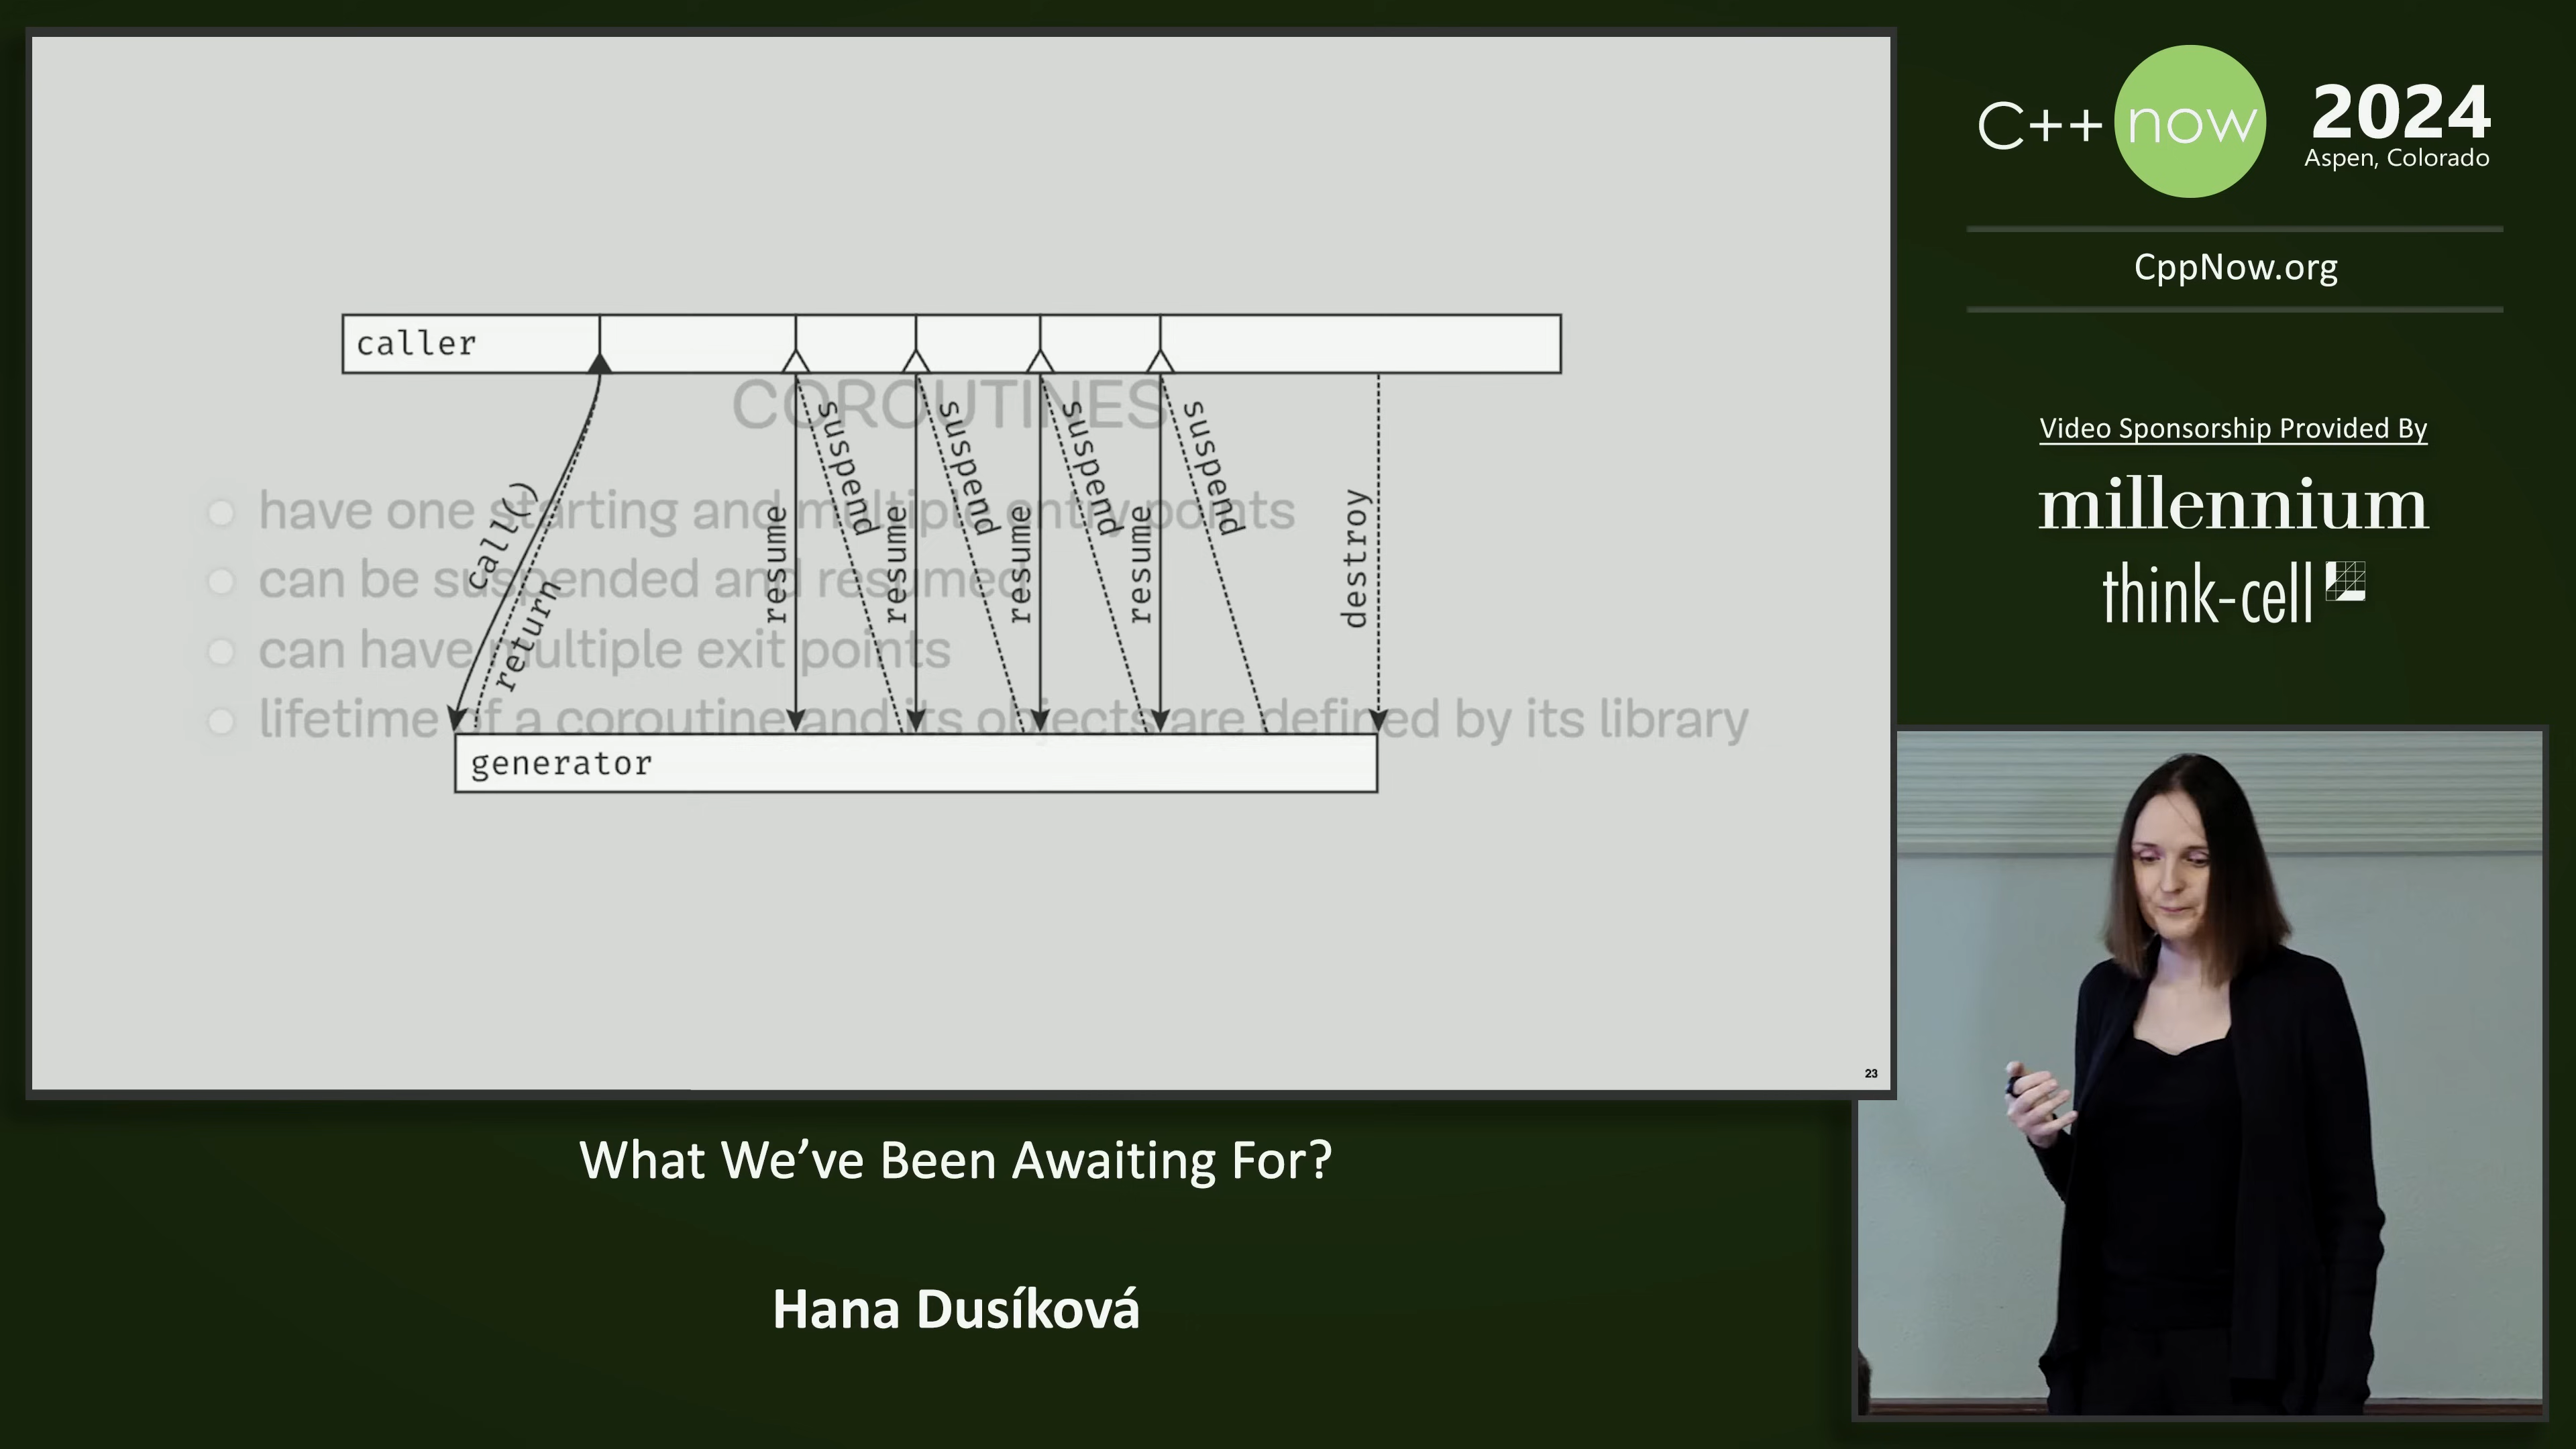 caller
COROUTINES
call()
return
resume
suspend
resume
suspend
resume
suspend
resume
suspend
destroy
have one starting and multiple entry points
can be suspended and resumed
can have multiple exit points
lifetime of a coroutine and its objects are defined by its library
generator
23
What We’ve Been Awaiting For?
Hana Dusíková
C++ now 2024
Aspen, Colorado
CppNow.org
Video Sponsorship Provided By
millennium
think-cell